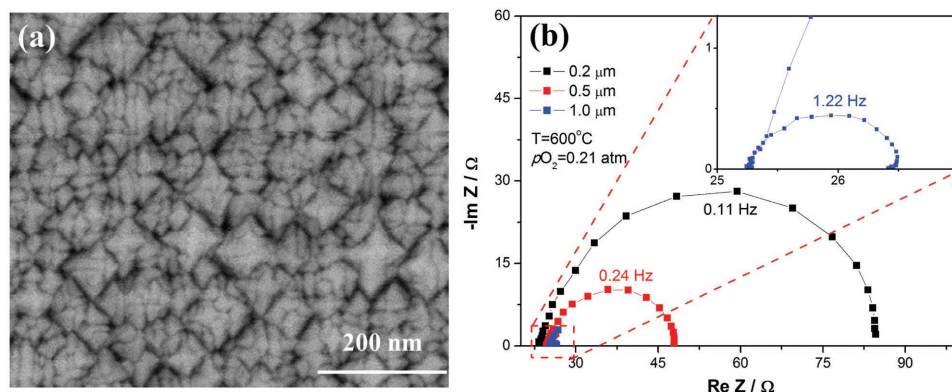 (a)
200 nm
(b)
60
45
30
15
0
-Im Z / Ω
0.2 μm
0.5 μm
1.0 μm
T=600°C
pO₂=0.21 atm
0.11 Hz
0.24 Hz
1
0
1.22 Hz
25
26
30
45
60
75
90
Re Z / Ω